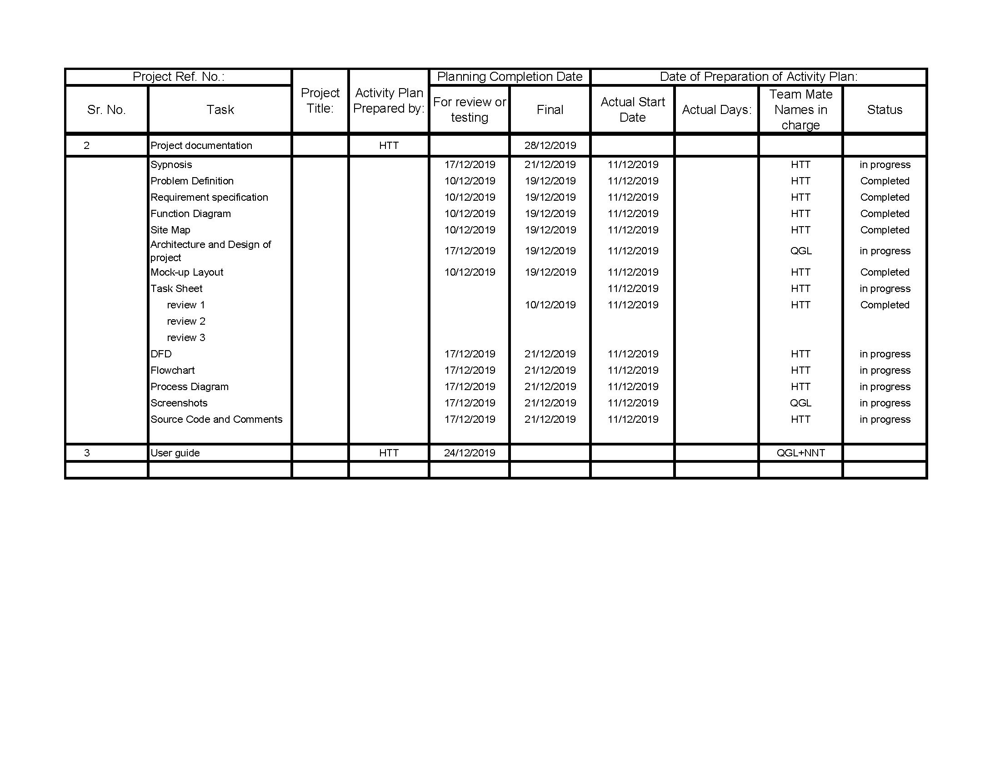 Project Ref. No.: Project Title: Activity Plan Prepared by: Planning Completion Date Date of Preparation of Activity Plan:
Sr. No. Task For review or testing Final Actual Start Date Actual Days: Team Mate Names in charge Status
2 Project documentation HTT 28/12/2019
Sypnosis 17/12/2019 21/12/2019 11/12/2019 HTT in progress
Problem Definition 10/12/2019 19/12/2019 11/12/2019 HTT Completed
Requirement specification 10/12/2019 19/12/2019 11/12/2019 HTT Completed
Function Diagram 10/12/2019 19/12/2019 11/12/2019 HTT Completed
Site Map 10/12/2019 19/12/2019 11/12/2019 HTT Completed
Architecture and Design of project 17/12/2019 19/12/2019 11/12/2019 QGL in progress
Mock-up Layout 10/12/2019 19/12/2019 11/12/2019 HTT Completed
Task Sheet 11/12/2019 HTT in progress
review 1 10/12/2019 11/12/2019 HTT Completed
review 2
review 3
DFD 17/12/2019 21/12/2019 11/12/2019 HTT in progress
Flowchart 17/12/2019 21/12/2019 11/12/2019 HTT in progress
Process Diagram 17/12/2019 21/12/2019 11/12/2019 HTT in progress
Screenshots 17/12/2019 21/12/2019 11/12/2019 QGL in progress
Source Code and Comments 17/12/2019 21/12/2019 11/12/2019 HTT in progress
3 User guide HTT 24/12/2019 QGL+NNT